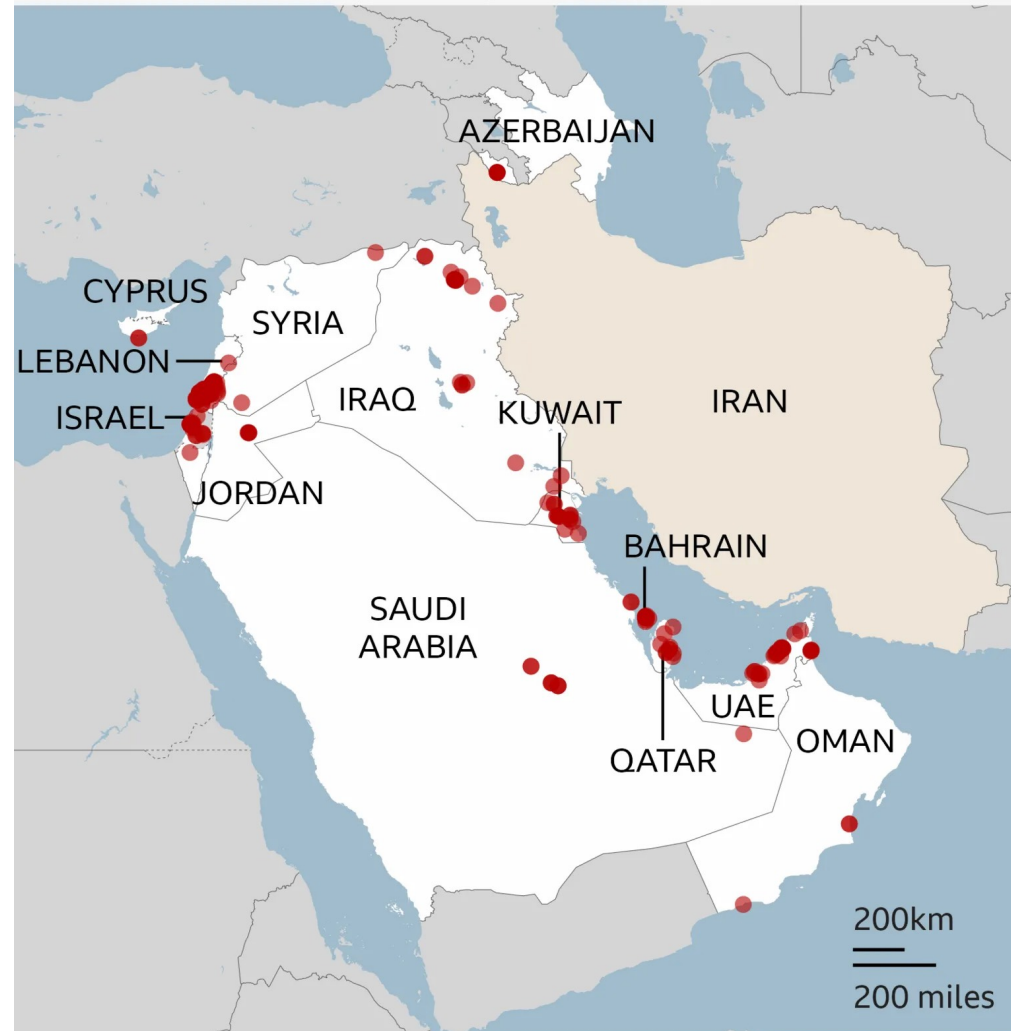 AZERBAIJAN
CYPRUS
SYRIA
LEBANON
IRAQ
KUWAIT
IRAN
ISRAEL
JORDAN
BAHRAIN
SAUDI
ARABIA
UAE
OMAN
QATAR
200km
200 miles